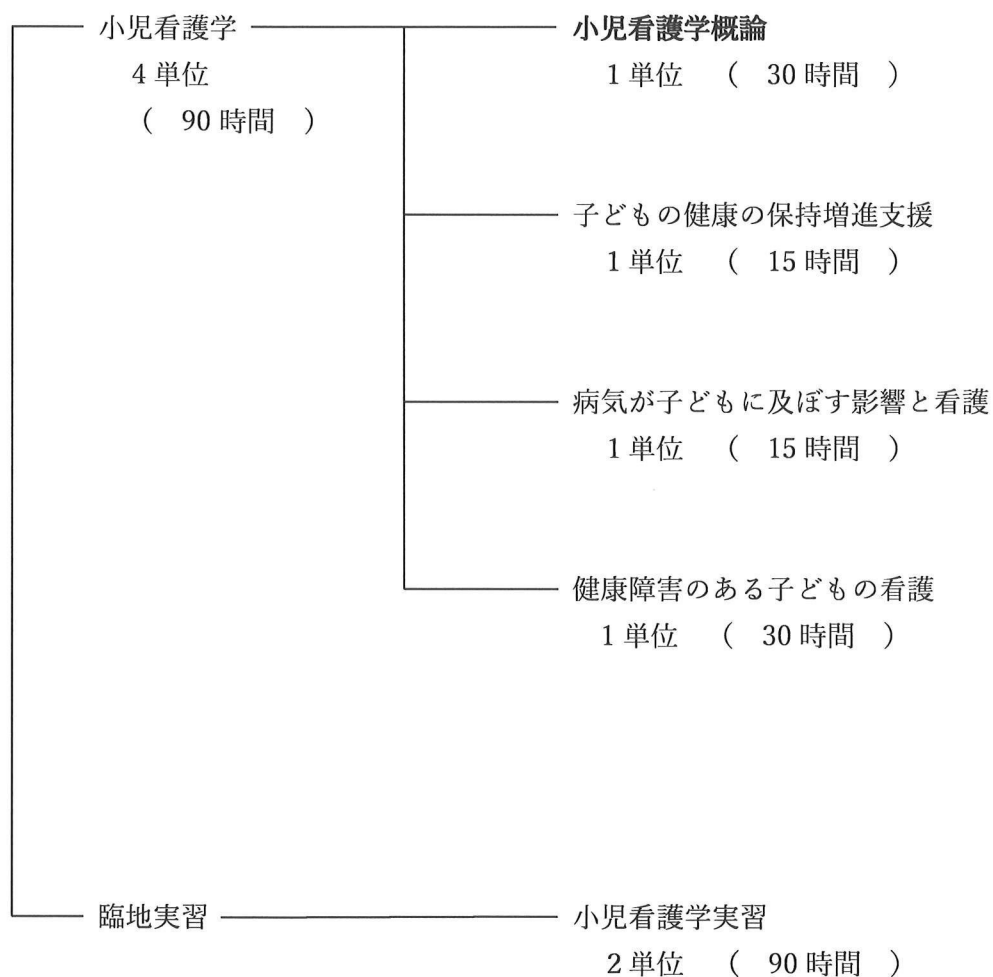 小児看護学
4単位
（ 90時間 ）
小児看護学概論
1単位 （ 30時間 ）
子どもの健康の保持増進支援
1単位 （ 15時間 ）
病気が子どもに及ぼす影響と看護
1単位 （ 15時間 ）
健康障害のある子どもの看護
1単位 （ 30時間 ）
臨地実習
小児看護学実習
2単位 （ 90時間 ）